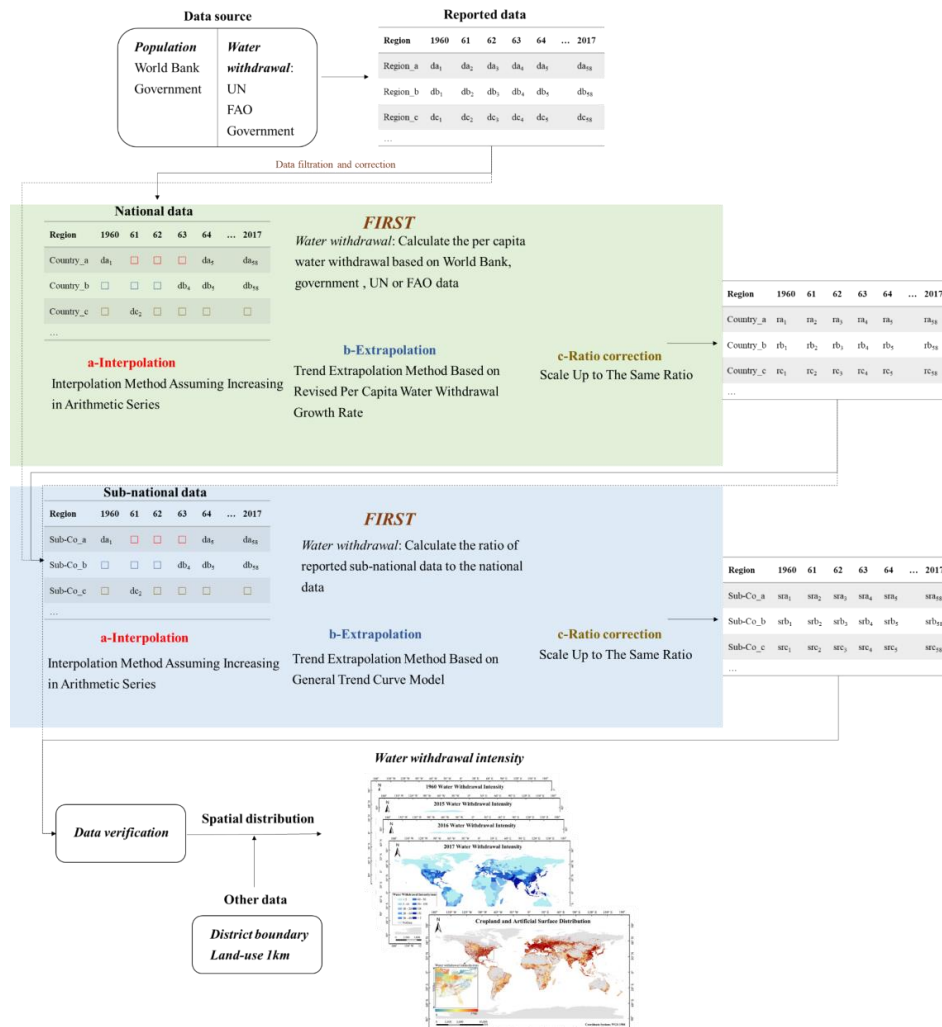 Data source
Population
World Bank
Government
Water
withdrawal:
UN
FAO
Government
Reported data
Region 1960 61 62 63 64 ... 2017
Region_a da₁ da₂ da₃ da₄ da₅ da₅₈
Region_b db₁ db₂ db₃ db₄ db₅ db₅₈
Region_c dc₁ dc₂ dc₃ dc₄ dc₅ dc₅₈
...
Data filtration and correction
National data
Region 1960 61 62 63 64 ... 2017
Country_a da₁ □ □ □ da₅ da₅₈
Country_b □ □ □ db₄ db₅ db₅₈
Country_c □ dc₂ □ □ □ □
...
FIRST
Water withdrawal: Calculate the per capita
water withdrawal based on World Bank,
government , UN or FAO data
a-Interpolation
Interpolation Method Assuming Increasing
in Arithmetic Series
b-Extrapolation
Trend Extrapolation Method Based on
Revised Per Capita Water Withdrawal
Growth Rate
c-Ratio correction
Scale Up to The Same Ratio
Region 1960 61 62 63 64 ... 2017
Country_a ra₁ ra₂ ra₃ ra₄ ra₅ ra₅₈
Country_b rb₁ rb₂ rb₃ rb₄ rb₅ rb₅₈
Country_c rc₁ rc₂ rc₃ rc₄ rc₅ rc₅₈
...
Sub-national data
Region 1960 61 62 63 64 ... 2017
Sub-Co_a da₁ □ □ □ da₅ da₅₈
Sub-Co_b □ □ □ db₄ db₅ db₅₈
Sub-Co_c □ dc₂ □ □ □ □
...
FIRST
Water withdrawal: Calculate the ratio of
reported sub-national data to the national
data
a-Interpolation
Interpolation Method Assuming Increasing
in Arithmetic Series
b-Extrapolation
Trend Extrapolation Method Based on
General Trend Curve Model
c-Ratio correction
Scale Up to The Same Ratio
Region 1960 61 62 63 64 ... 2017
Sub-Co_a sra₁ sra₂ sra₃ sra₄ sra₅ sra₅₈
Sub-Co_b srb₁ srb₂ srb₃ srb₄ srb₅ srb₅₈
Sub-Co_c src₁ src₂ src₃ src₄ src₅ src₅₈
...
Water withdrawal intensity
1960 Water Withdrawal Intensity
2015 Water Withdrawal Intensity
2016 Water Withdrawal Intensity
2017 Water Withdrawal Intensity
Cropland and Artificial Surface Distribution
Data verification
Spatial distribution
Other data
District boundary
Land-use 1km